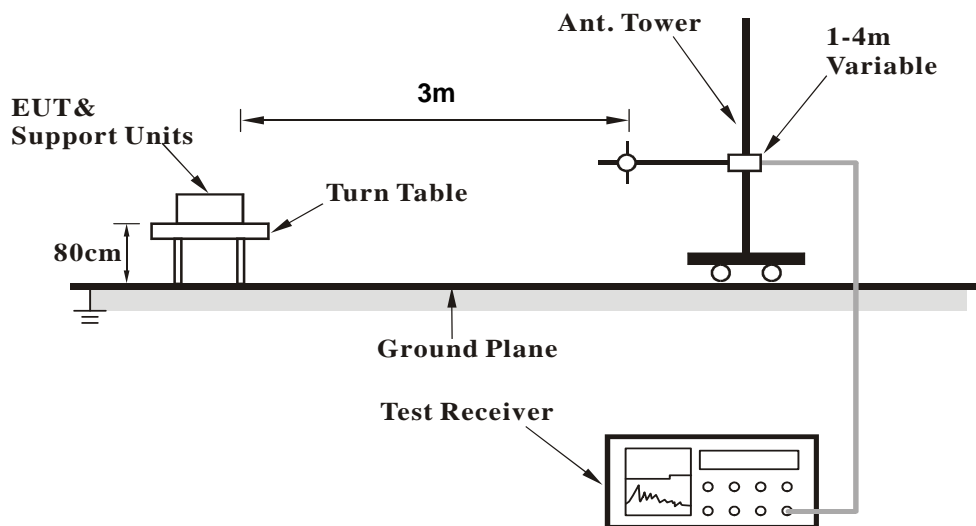 Ant. Tower
1-4m
Variable
3m
EUT&
Support Units
Turn Table
80cm
Ground Plane
Test Receiver